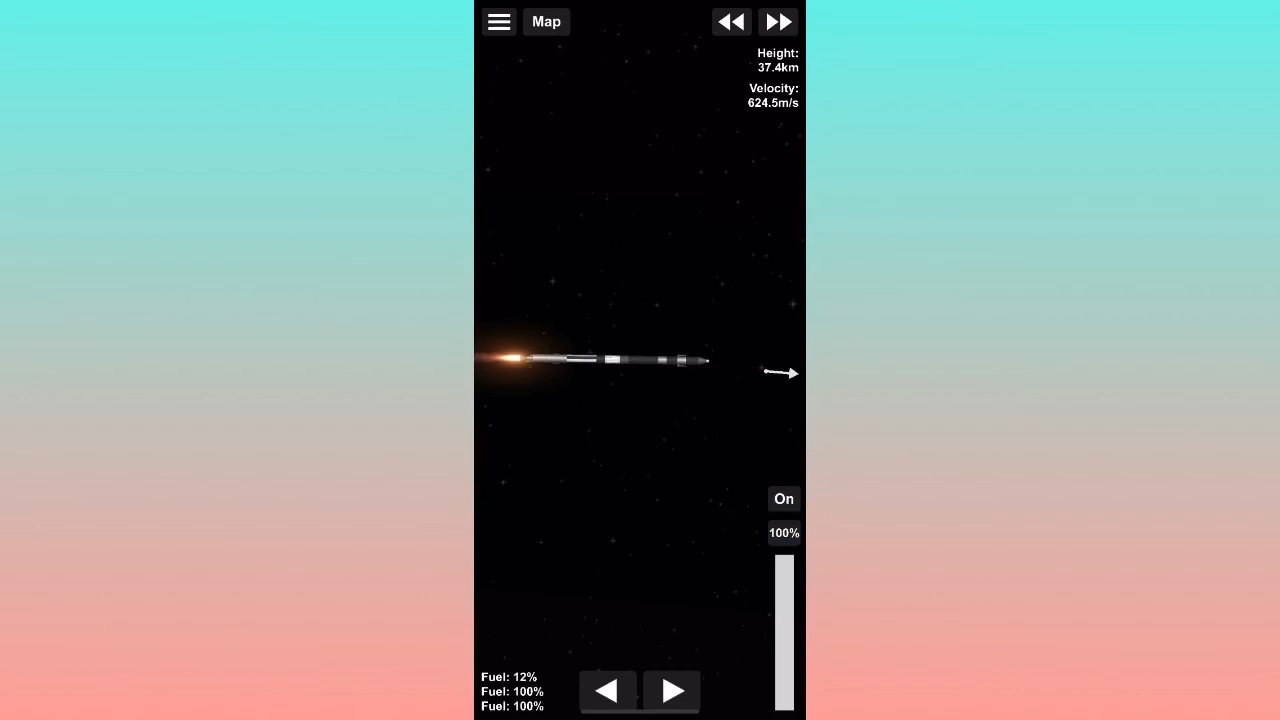 Map
Height:
37.4km
Velocity:
624.5m/s
On
100%
Fuel: 12%
Fuel: 100%
Fuel: 100%